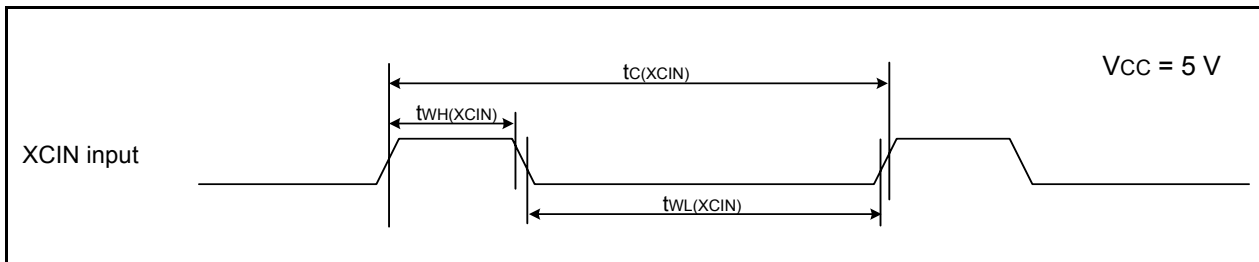 tC(XCIN)
VCC = 5 V
tWH(XCIN)
XCIN input
tWL(XCIN)